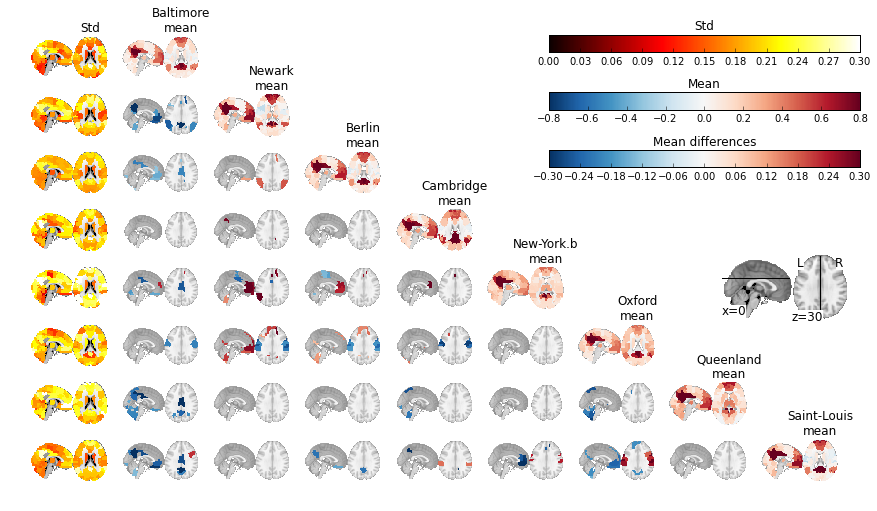 Std
Baltimore
mean
Newark
mean
Berlin
mean
Cambridge
mean
New-York.b
mean
Oxford
mean
Queenland
mean
Saint-Louis
mean
Std
0.00 0.03 0.06 0.09 0.12 0.15 0.18 0.21 0.24 0.27 0.30
Mean
−0.8 −0.6 −0.4 −0.2 0.0 0.2 0.4 0.6 0.8
Mean differences
−0.30 −0.24 −0.18 −0.12 −0.06 0.00 0.06 0.12 0.18 0.24 0.30
L R
x=0 z=30